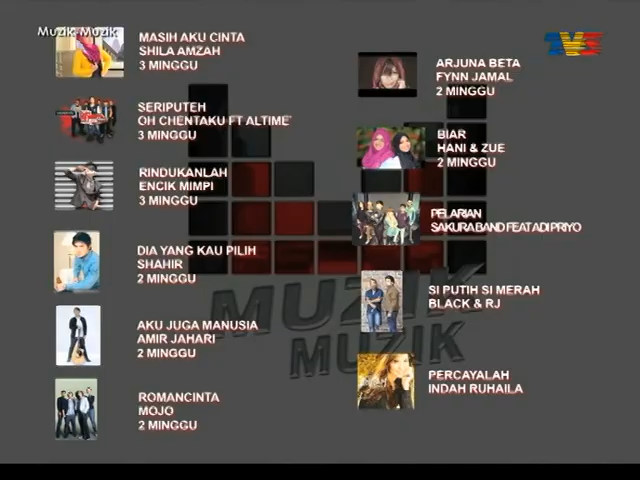 Muzik-Muzik
TV3
MASIH AKU CINTA
SHILA AMZAH
3 MINGGU
SERIPUTEH
OH CHENTAKU FT ALTIME'
3 MINGGU
RINDUKANLAH
ENCIK MIMPI
3 MINGGU
DIA YANG KAU PILIH
SHAHIR
2 MINGGU
AKU JUGA MANUSIA
AMIR JAHARI
2 MINGGU
ROMANCINTA
MOJO
2 MINGGU
ARJUNA BETA
FYNN JAMAL
2 MINGGU
BIAR
HANI & ZUE
2 MINGGU
PELARIAN
SAKURA BAND FEAT ADI PRIYO
SI PUTIH SI MERAH
BLACK & RJ
PERCAYALAH
INDAH RUHAILA
MUZIK
MUZIK